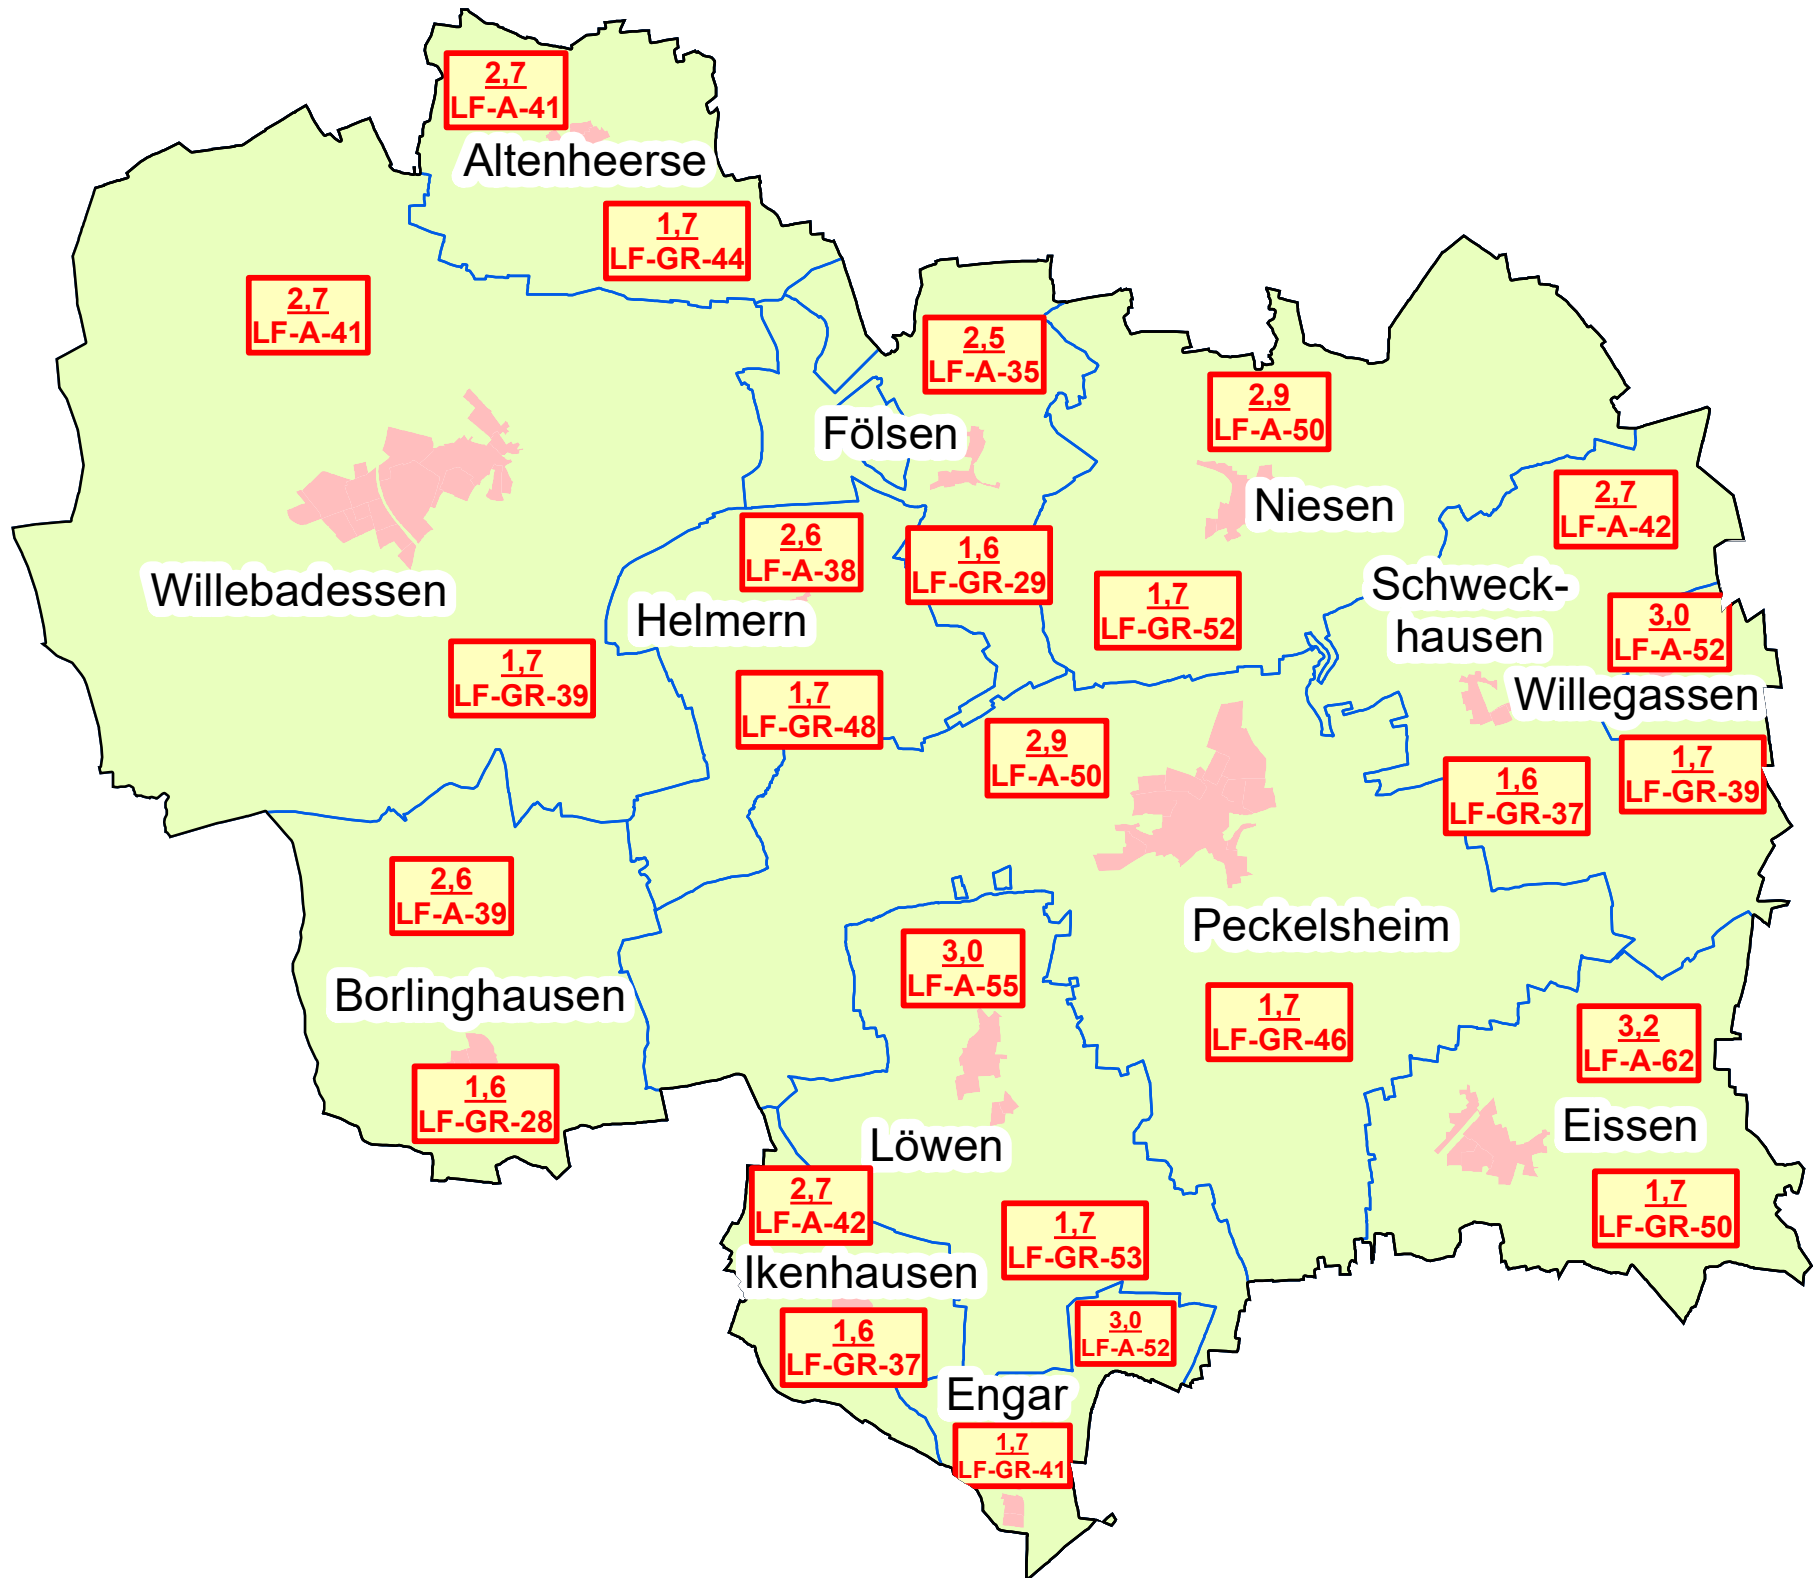 2,7
LF-A-41
Altenheerse
1,7
LF-GR-44
2,7
LF-A-41
2,5
LF-A-35
2,9
LF-A-50
Fölsen
Niesen
2,7
LF-A-42
2,6
LF-A-38
1,6
LF-GR-29
Willebadessen
Helmern
1,7
LF-GR-52
Schweck-
hausen
3,0
LF-A-52
1,7
LF-GR-39
1,7
LF-GR-48
Willegassen
2,9
LF-A-50
1,6
LF-GR-37
1,7
LF-GR-39
2,6
LF-A-39
Peckelsheim
3,0
LF-A-55
Borlinghausen
1,7
LF-GR-46
3,2
LF-A-62
1,6
LF-GR-28
Löwen
Eissen
2,7
LF-A-42
1,7
LF-GR-53
1,7
LF-GR-50
Ikenhausen
1,6
LF-GR-37
3,0
LF-A-52
Engar
1,7
LF-GR-41